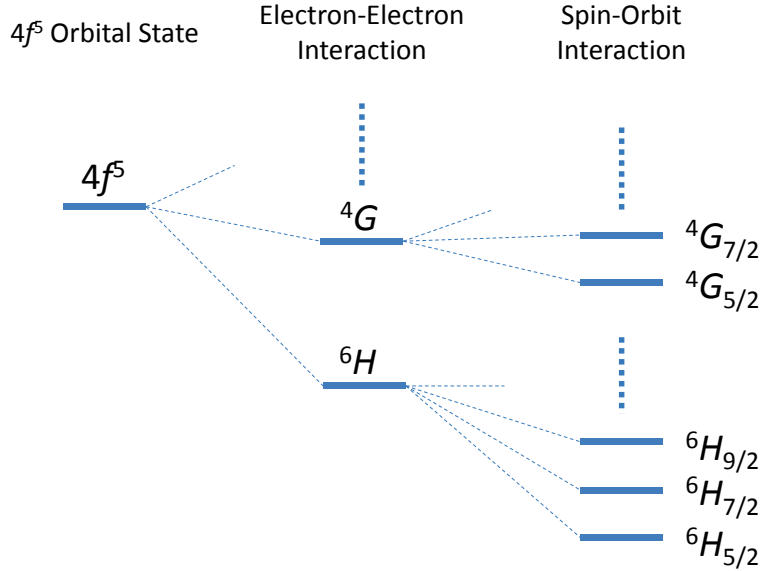 4f⁵ Orbital State
Electron-Electron
Interaction
Spin-Orbit
Interaction
4f⁵
⁴G
⁴G₇/₂
⁴G₅/₂
⁶H
⁶H₉/₂
⁶H₇/₂
⁶H₅/₂